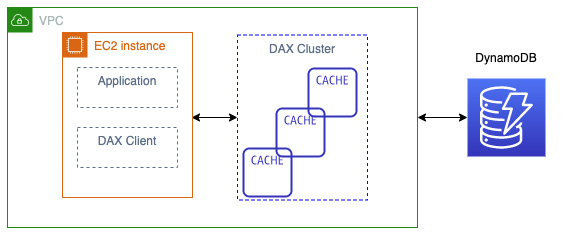 VPC
EC2 instance
Application
DAX Client
DAX Cluster
CACHE
CACHE
CACHE
DynamoDB